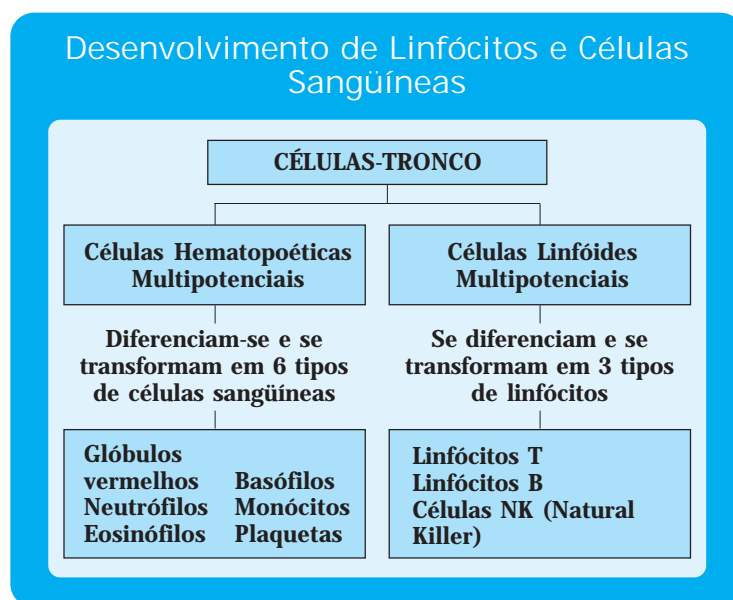 Desenvolvimento de Linfócitos e Células
Sangüíneas
CÉLULAS-TRONCO
Células Hematopoéticas
Multipotenciais
Diferenciam-se e se
transformam em 6 tipos
de células sangüíneas
Glóbulos
vermelhos
Neutrófilos
Eosinófilos
Basófilos
Monócitos
Plaquetas
Células Linfóides
Multipotenciais
Se diferenciam e se
transformam em 3 tipos
de linfócitos
Linfócitos T
Linfócitos B
Células NK (Natural
Killer)